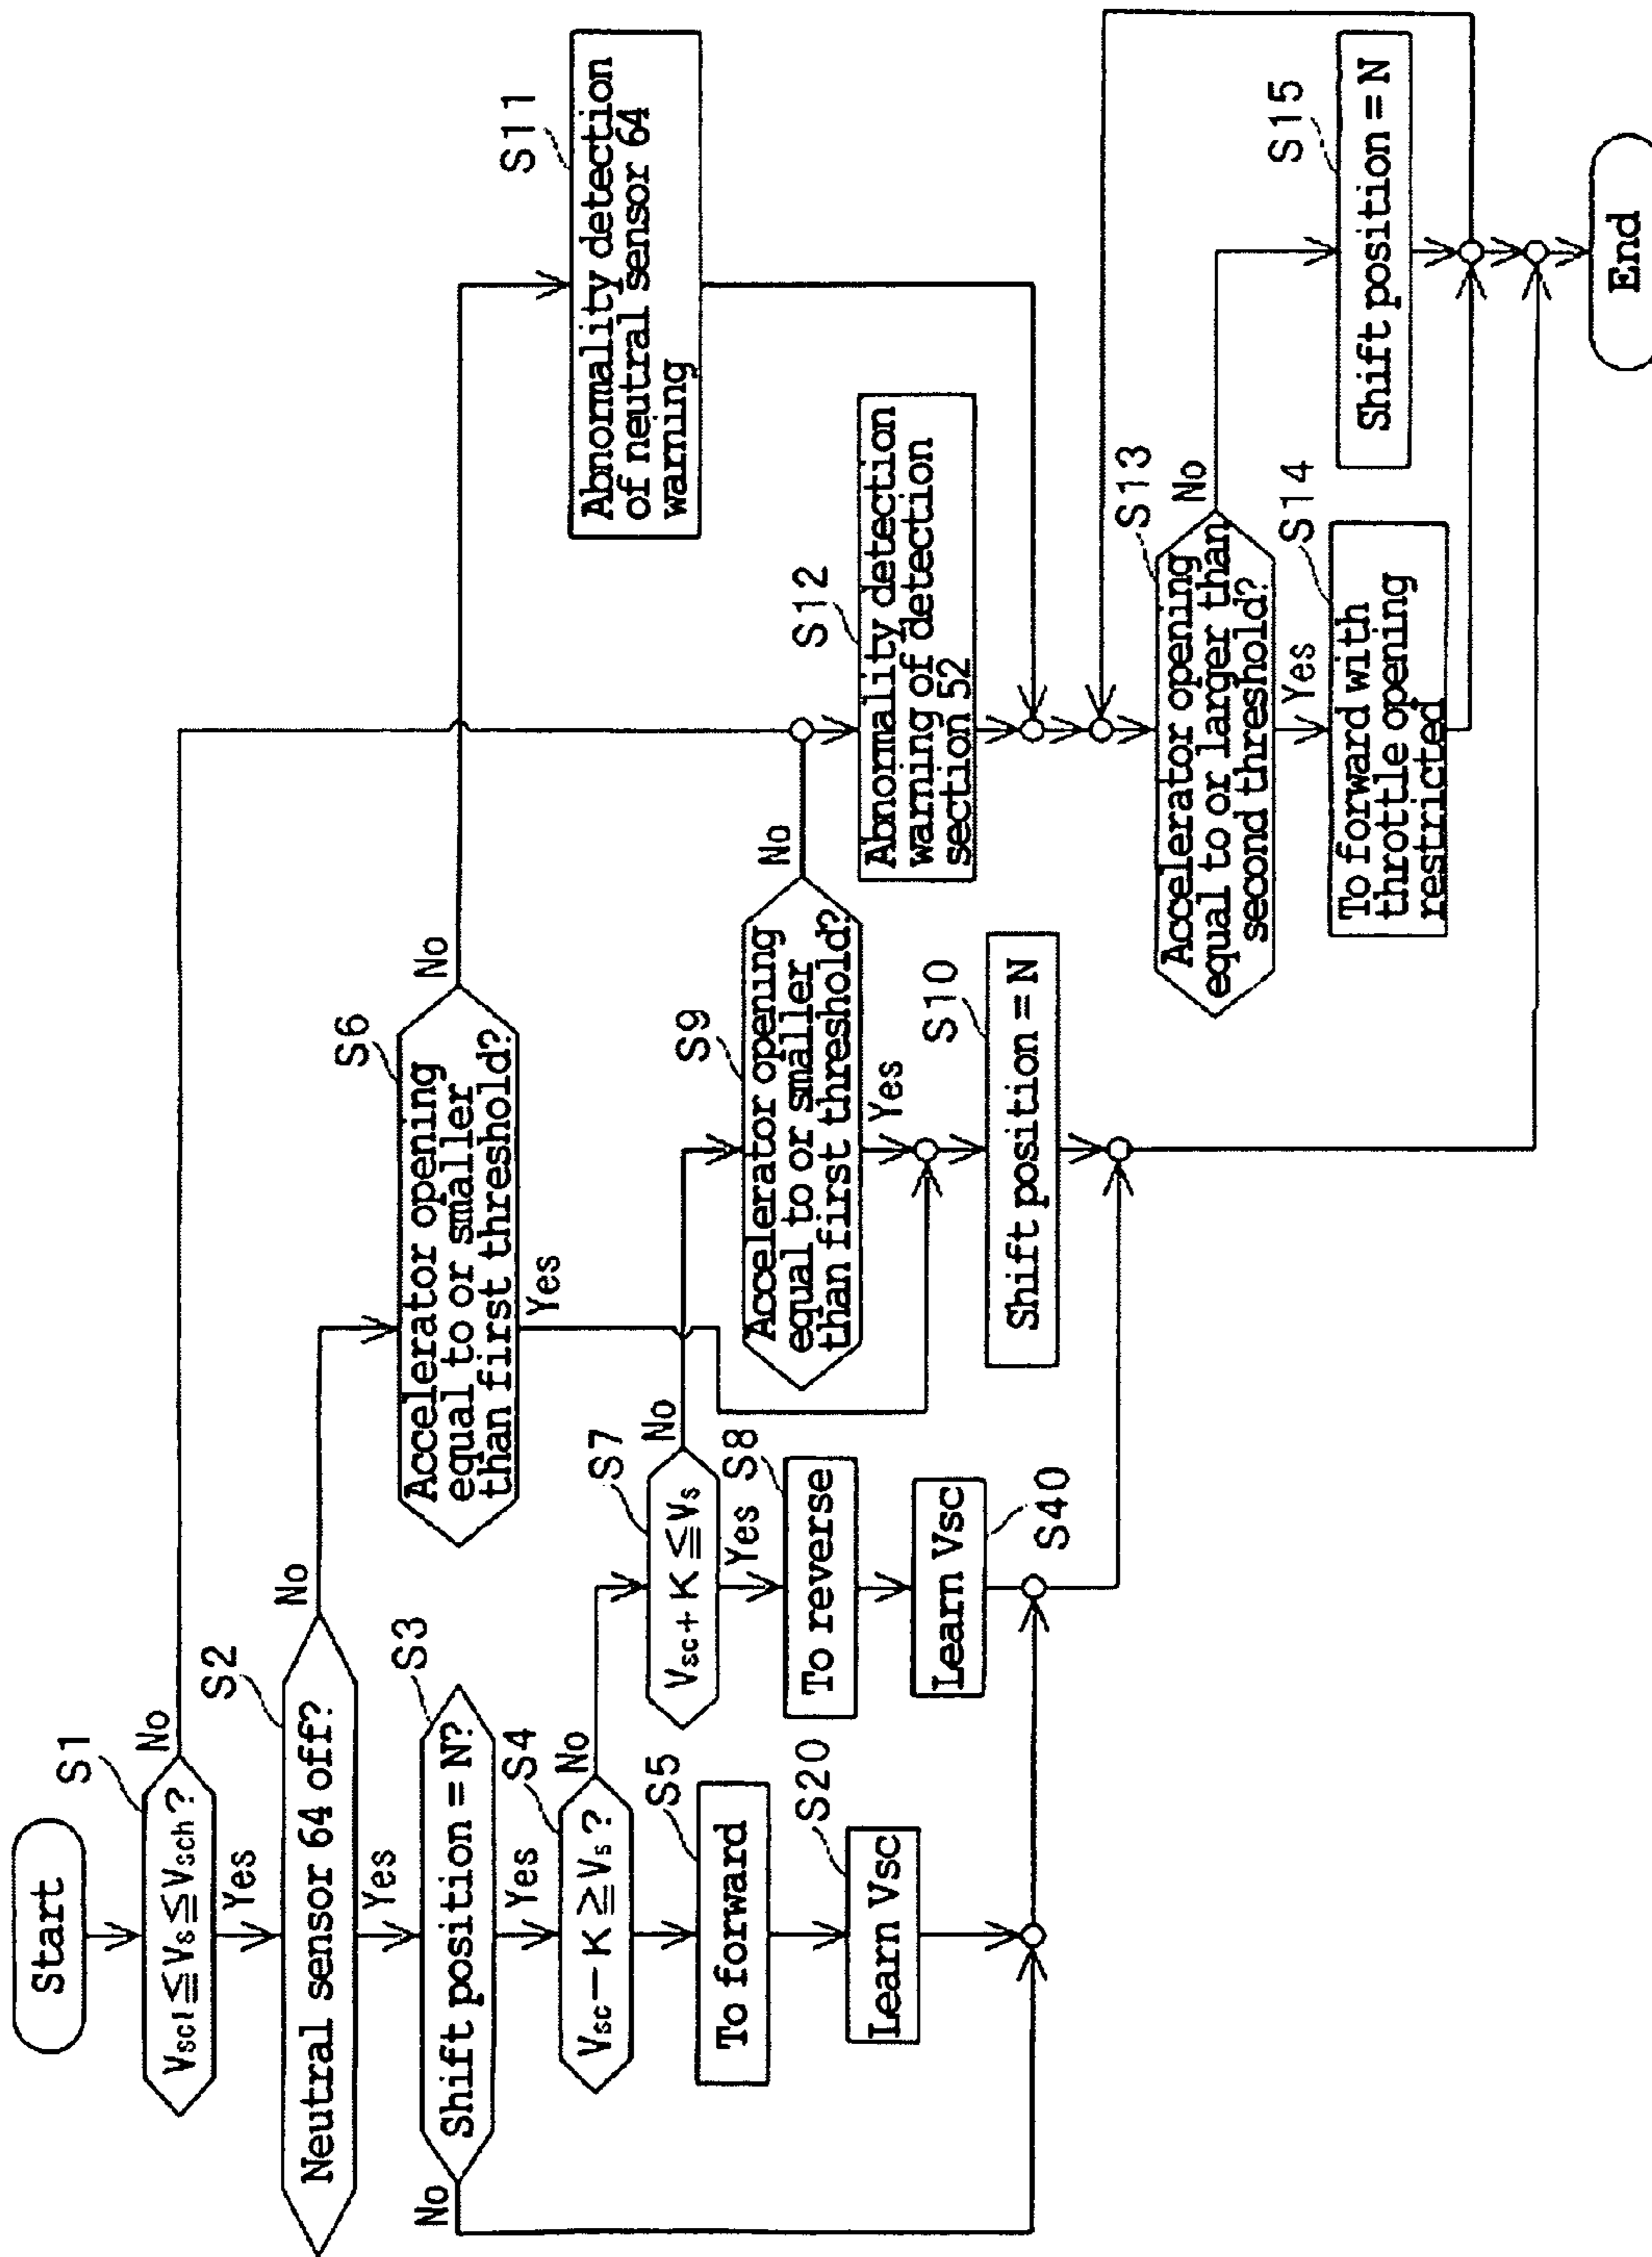 Start
S1
Vscl≦Vs≦Vsch?
No
Yes
S2
Neutral sensor 64 off?
No
Yes
S3
Shift position = N?
No
Yes
S4
Vsc－K≧Vs?
No
S5
To forward
S20
Learn Vsc
S6
Accelerator opening
equal to or smaller
than first threshold?
No
Yes
S7
Vsc+K≦Vs
No
Yes
S8
To reverse
Learn Vsc
S40
S9
Accelerator opening
equal to or smaller
than first threshold?
No
Yes
S10
Shift position = N
S11
Abnormality detection
of neutral sensor 64
warning
S12
Abnormality detection
warning of detection
section 52
S13
Accelerator opening
equal to or larger than
second threshold?
No
Yes
S14
To forward with
throttle opening
restricted
S15
Shift position = N
End